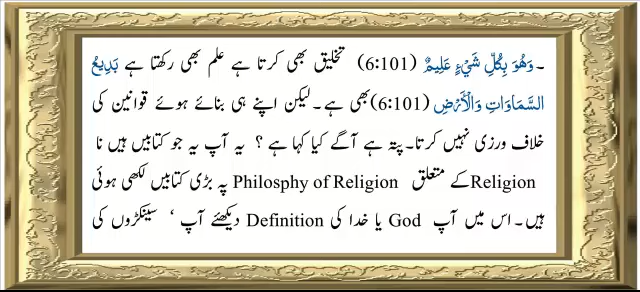 ۔ وَهُوَ بِكُلِّ شَيْءٍ عَلِيمٌ (6:101) تخلیق بھی کرتا ہے علم بھی رکھتا ہے بَدِيعُ
السَّمَاوَاتِ وَالْأَرْضِ (6:101) بھی ہے۔ لیکن اپنے ہی بنائے ہوئے قوانین کی
خلاف ورزی نہیں کرتا۔ پتہ ہے آگے کیا کہا ہے ؟ یہ آپ یہ جو کتابیں ہیں نا
Religion کے متعلق Philosphy of Religion پہ بڑی کتابیں لکھی ہوئی
ہیں۔ اس میں آپ God یا خدا کی Definition دیکھئے آپ ‘ سینکڑوں کی